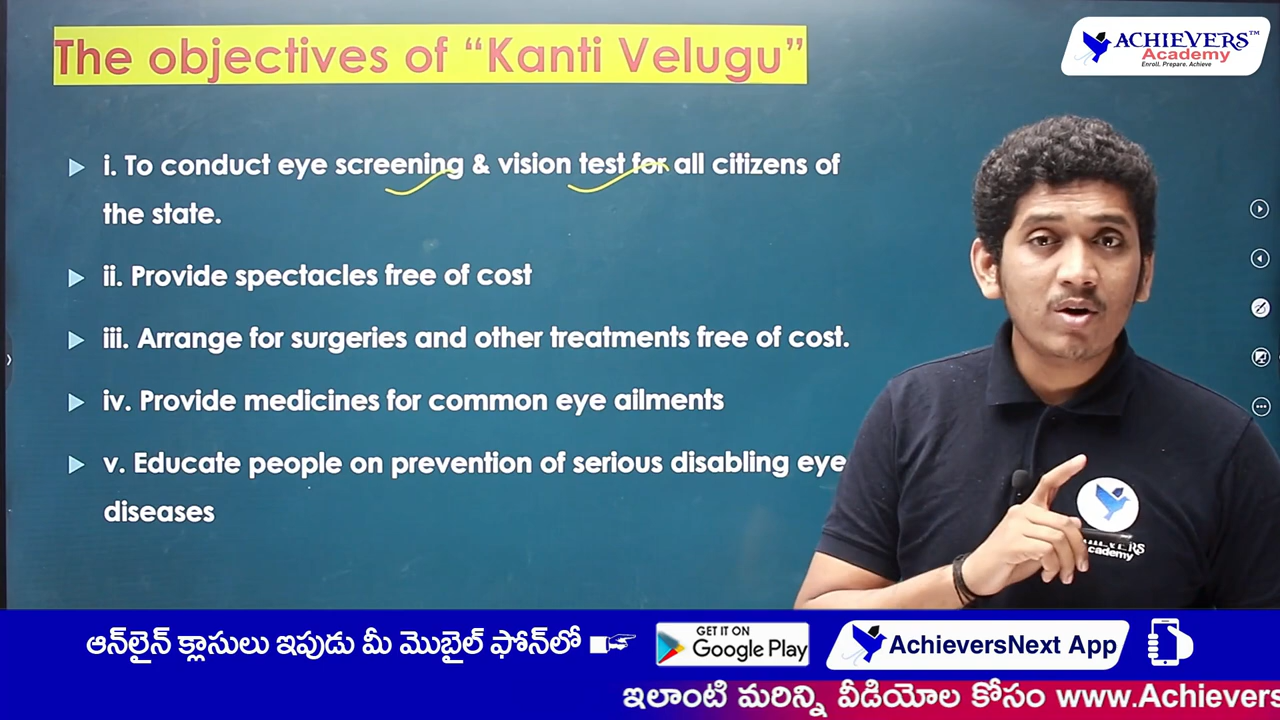 The objectives of “Kanti Velugu”
ACHIEVERS™
Academy
Enroll. Prepare. Achieve
i. To conduct eye screening & vision test for all citizens of
the state.
ii. Provide spectacles free of cost
iii. Arrange for surgeries and other treatments free of cost.
iv. Provide medicines for common eye ailments
v. Educate people on prevention of serious disabling eye
diseases
Academy
ఆన్‌లైన్ క్లాసులు ఇపుడు మీ మొబైల్ ఫోన్‌లో
GET IT ON
Google Play
AchieversNext App
ఇలాంటి మరిన్ని వీడియోల కోసం www.Achievers